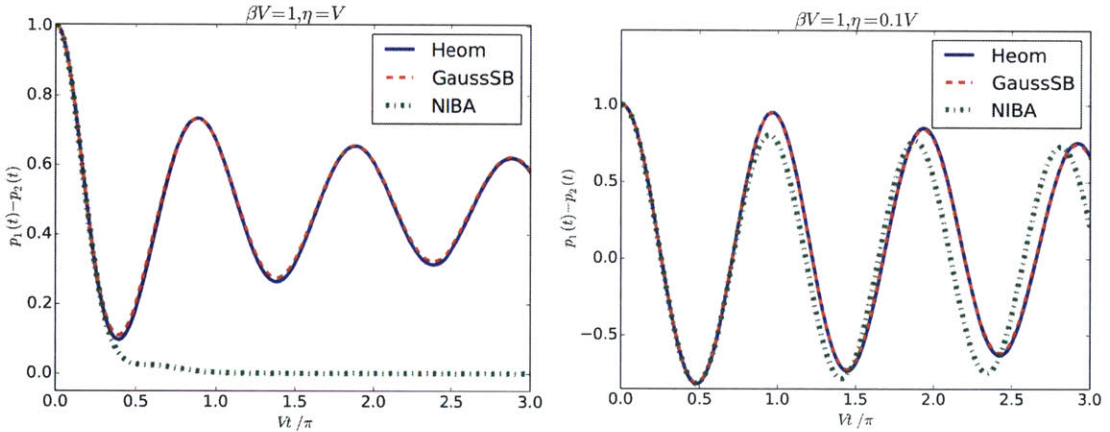 βV=1,η=V
1.0
0.8
0.6
0.4
0.2
0.0
p₁(t)−p₂(t)
Heom
GaussSB
NIBA
0.0 0.5 1.0 1.5 2.0 2.5 3.0
Vt/π
βV=1,η=0.1V
1.0
0.5
0.0
−0.5
p₁(t)−p₂(t)
Heom
GaussSB
NIBA
0.0 0.5 1.0 1.5 2.0 2.5 3.0
Vt/π